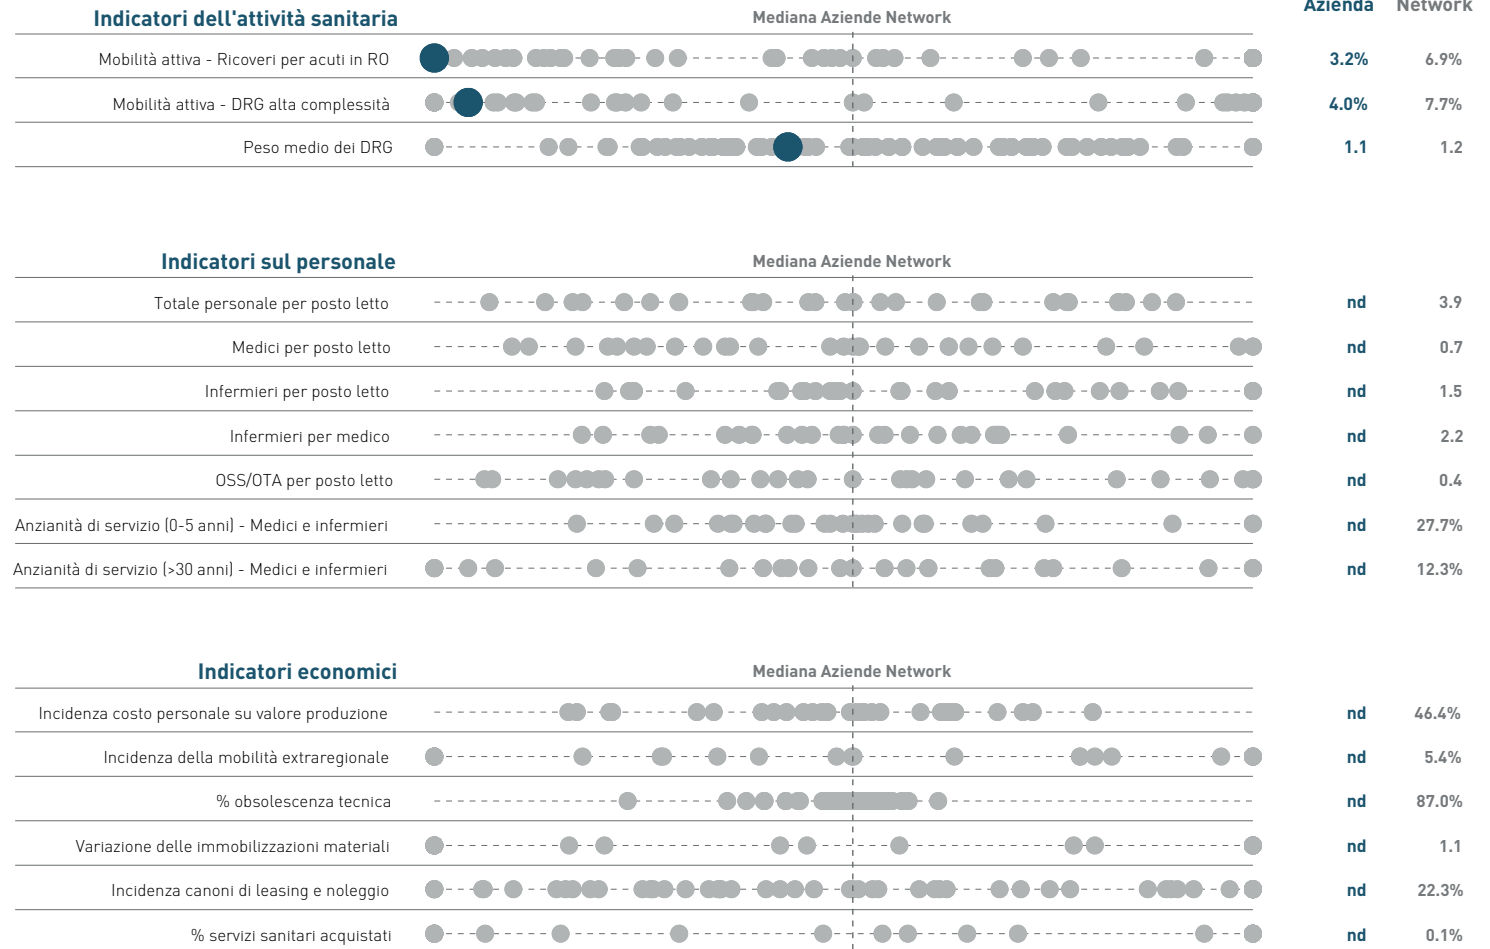 Azienda Network
Indicatori dell'attività sanitaria Mediana Aziende Network
Mobilità attiva - Ricoveri per acuti in RO 3.2% 6.9%
Mobilità attiva - DRG alta complessità 4.0% 7.7%
Peso medio dei DRG 1.1 1.2
Indicatori sul personale Mediana Aziende Network
Totale personale per posto letto nd 3.9
Medici per posto letto nd 0.7
Infermieri per posto letto nd 1.5
Infermieri per medico nd 2.2
OSS/OTA per posto letto nd 0.4
Anzianità di servizio (0-5 anni) - Medici e infermieri nd 27.7%
Anzianità di servizio (>30 anni) - Medici e infermieri nd 12.3%
Indicatori economici Mediana Aziende Network
Incidenza costo personale su valore produzione nd 46.4%
Incidenza della mobilità extraregionale nd 5.4%
% obsolescenza tecnica nd 87.0%
Variazione delle immobilizzazioni materiali nd 1.1
Incidenza canoni di leasing e noleggio nd 22.3%
% servizi sanitari acquistati nd 0.1%